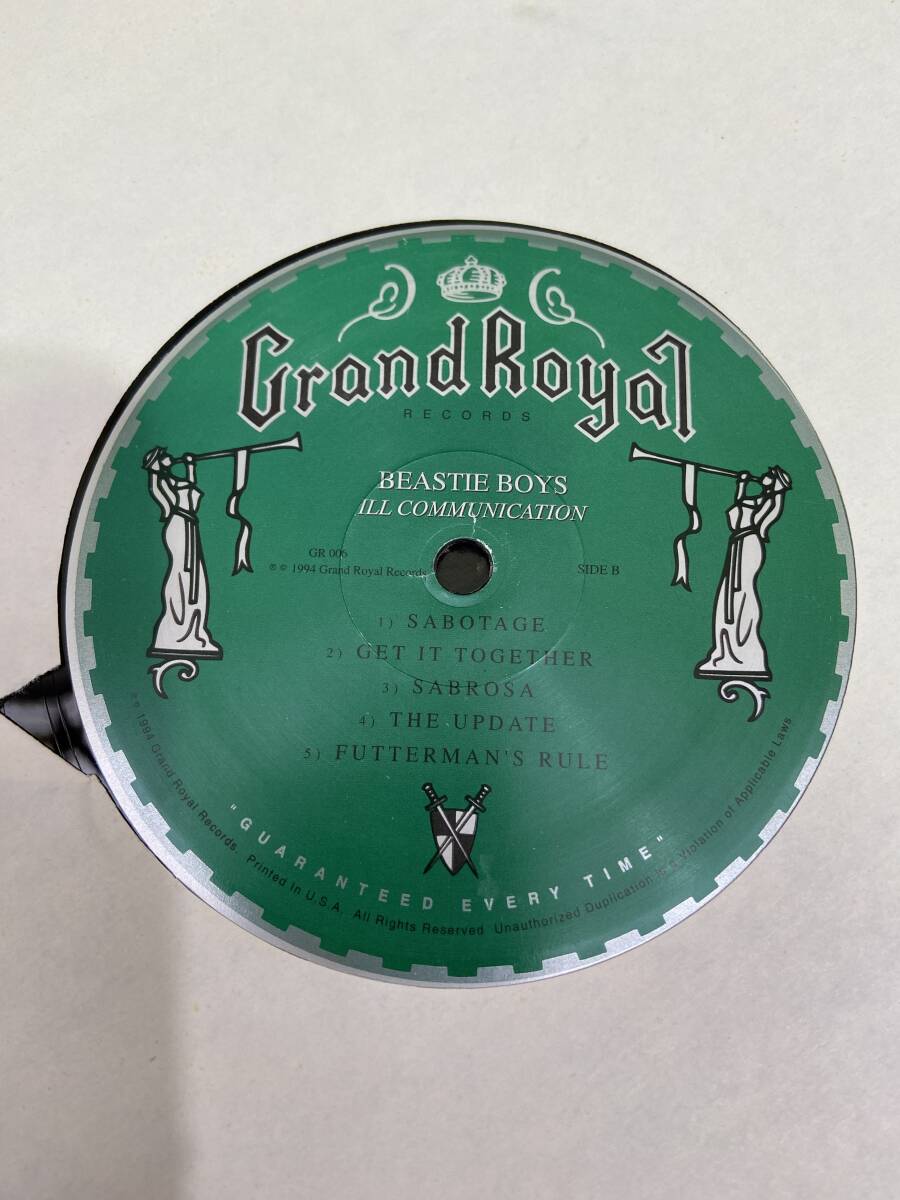 Grand Royal
RECORDS
BEASTIE BOYS
ILL COMMUNICATION
GR 006
℗ © 1994 Grand Royal Records
SIDE B
1) SABOTAGE
2) GET IT TOGETHER
3) SABROSA
4) THE UPDATE
5) FUTTERMAN'S RULE
"GUARANTEED EVERY TIME"
℗ © 1994 Grand Royal Records. Printed in U.S.A. All Rights Reserved Unauthorized Duplication is a Violation of Applicable Laws